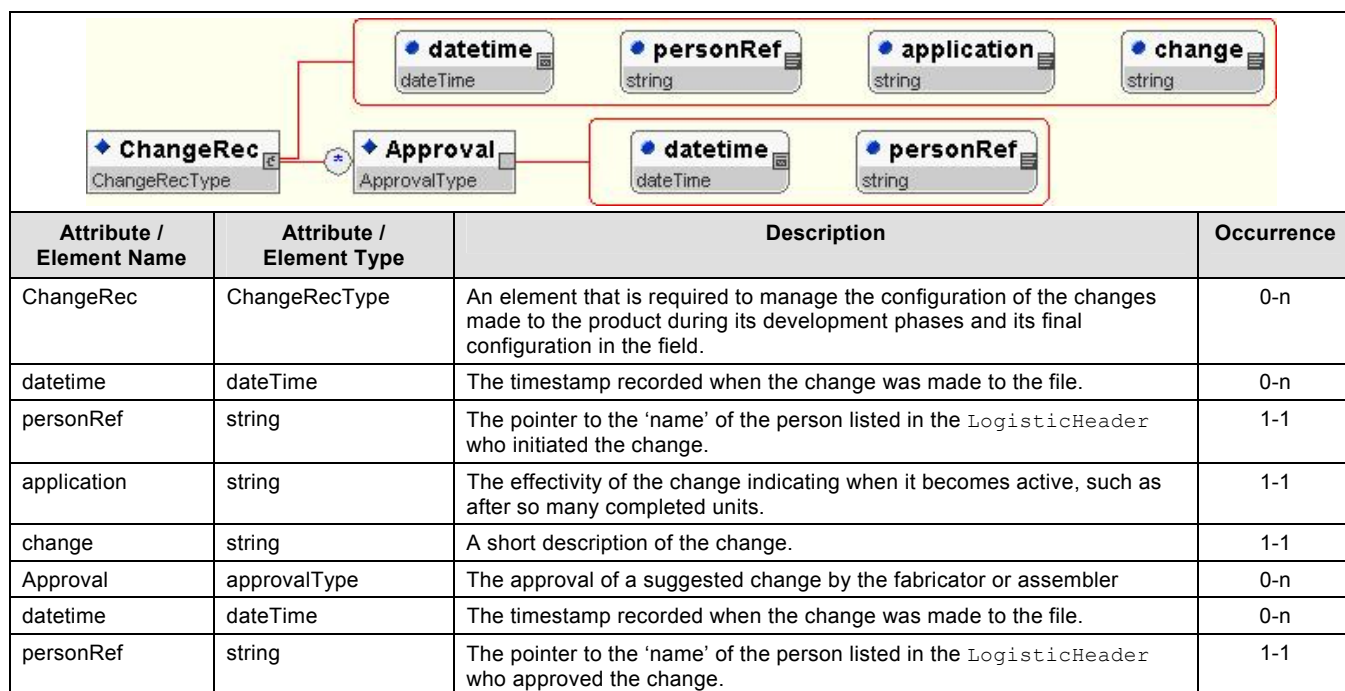 datetime personRef application change
dateTime string string string
ChangeRec * Approval datetime personRef
ChangeRecType ApprovalType dateTime string
Attribute / Element Name Attribute / Element Type Description Occurrence
ChangeRec ChangeRecType An element that is required to manage the configuration of the changes 0-n
made to the product during its development phases and its final
configuration in the field.
datetime dateTime The timestamp recorded when the change was made to the file. 0-n
personRef string The pointer to the ‘name’ of the person listed in the LogisticHeader 1-1
who initiated the change.
application string The effectivity of the change indicating when it becomes active, such as 1-1
after so many completed units.
change string A short description of the change. 1-1
Approval approvalType The approval of a suggested change by the fabricator or assembler 0-n
datetime dateTime The timestamp recorded when the change was made to the file. 0-n
personRef string The pointer to the ‘name’ of the person listed in the LogisticHeader 1-1
who approved the change.